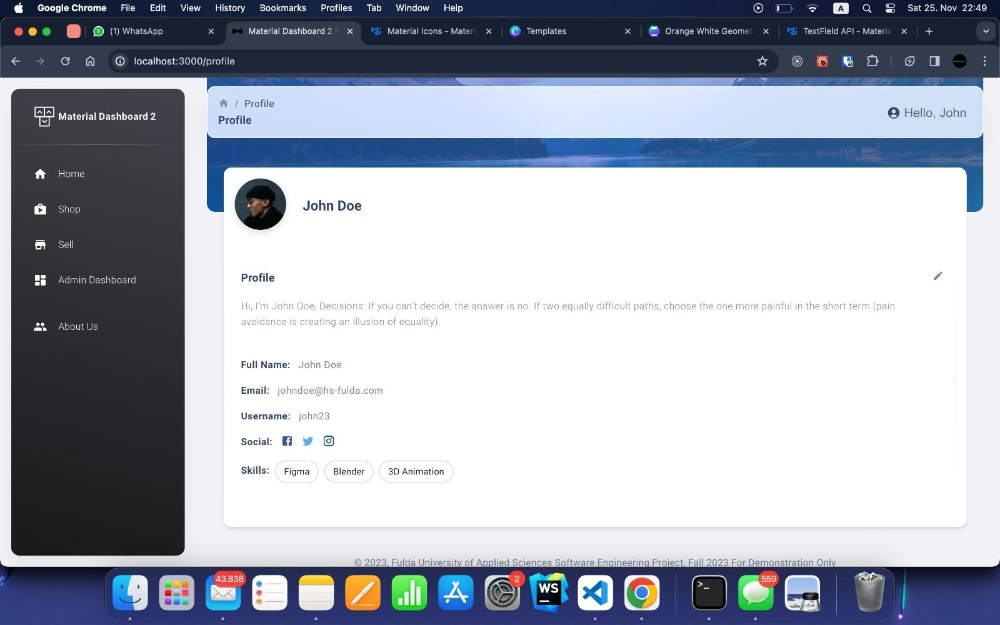 Google Chrome File Edit View History Bookmarks Profiles Tab Window Help A Sat 25. Nov 22:49
(1) WhatsApp Material Dashboard 2 Material Icons - Materi Templates Orange White Geomet TextField API - Materia
localhost:3000/profile
Material Dashboard 2
Home
Shop
Sell
Admin Dashboard
About Us
/ Profile
Profile
Hello, John
John Doe
Profile
Hi, I'm John Doe, Decisions: If you can't decide, the answer is no. If two equally difficult paths, choose the one more painful in the short term (pain
avoidance is creating an illusion of equality).
Full Name: John Doe
Email: johndoe@hs-fulda.com
Username: john23
Social:
Skills: Figma Blender 3D Animation
© 2023, Fulda University of Applied Sciences Software Engineering Project, Fall 2023 For Demonstration Only
43.838 2 WS >_ 559